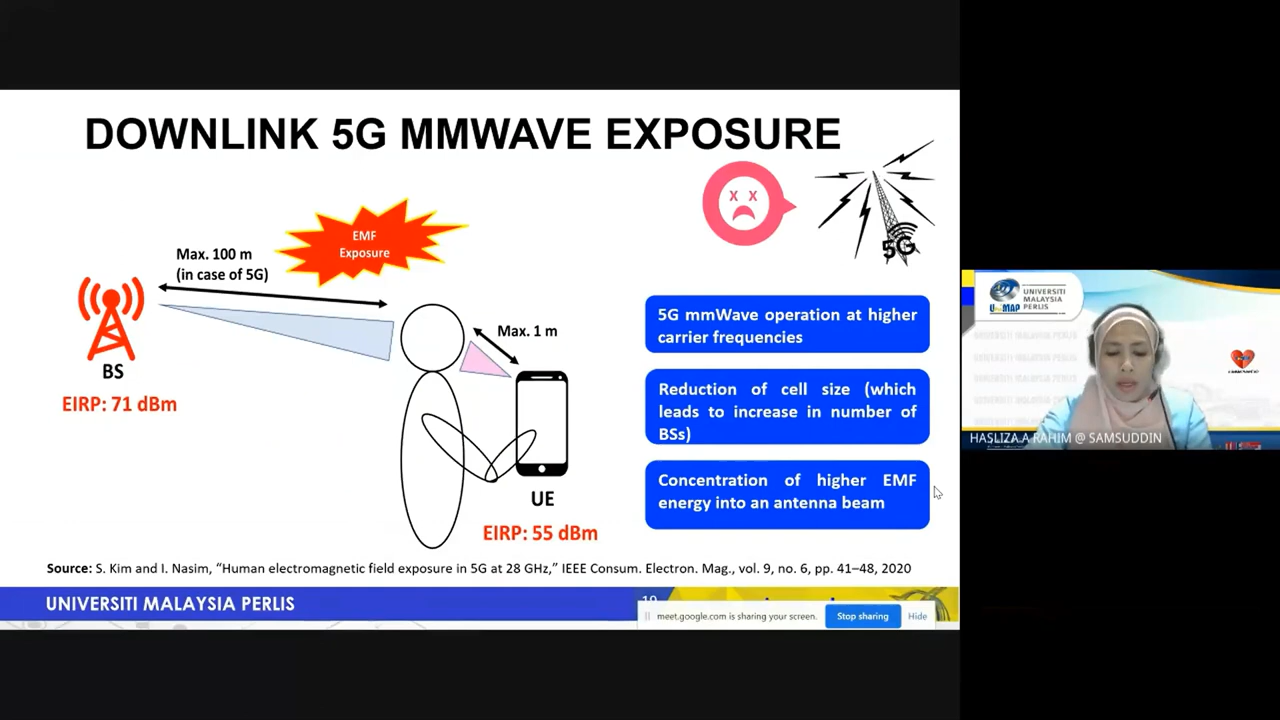 DOWNLINK 5G MMWAVE EXPOSURE
EMF
Exposure
Max. 100 m
(in case of 5G)
5G
Max. 1 m
BS
EIRP: 71 dBm
UE
EIRP: 55 dBm
5G mmWave operation at higher
carrier frequencies
Reduction of cell size (which
leads to increase in number of
BSs)
Concentration of higher EMF
energy into an antenna beam
Source: S. Kim and I. Nasim, “Human electromagnetic field exposure in 5G at 28 GHz,” IEEE Consum. Electron. Mag., vol. 9, no. 6, pp. 41–48, 2020
UNIVERSITI MALAYSIA PERLIS
meet.google.com is sharing your screen.
Stop sharing
Hide
UniMAP
UNIVERSITI
MALAYSIA
PERLIS
HASLIZA A RAHIM @ SAMSUDDIN